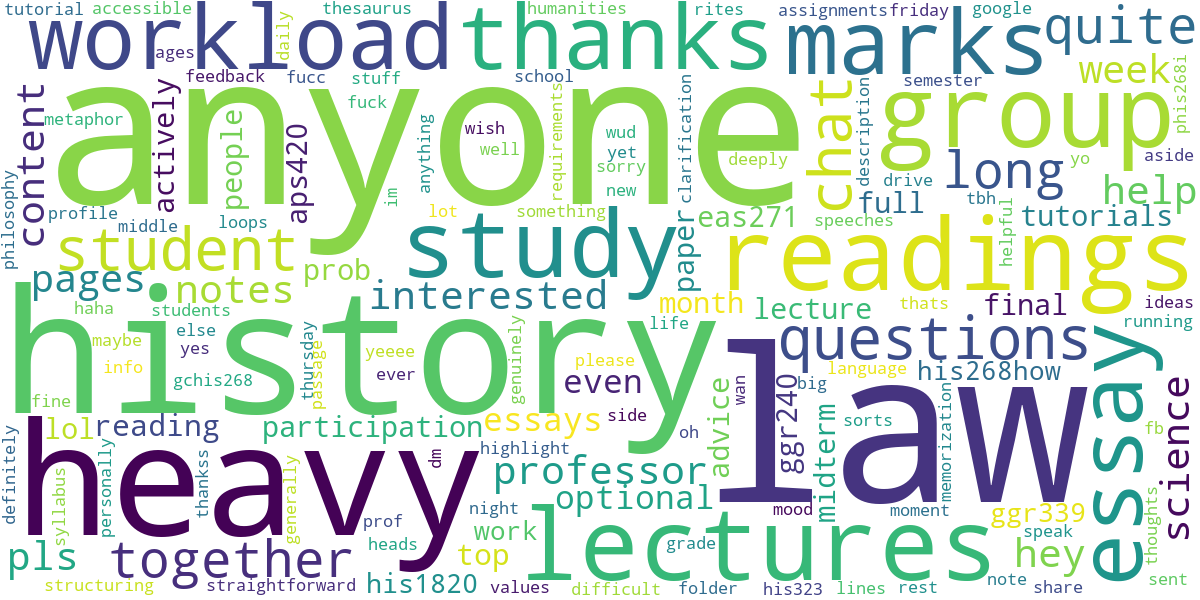 tutorial accessible thesaurus humanities rites assignments friday google
workload thanks marks quite
ages daily
feedback fucc stuff school semester week
content metaphor actively people aps420 fuck anyone wish well wud yet sorry new requirements clarification chat description group phis268i
anything im deeply drive long yo aside
philosophy profile middle loops lot something eas271 speeches full tbh help
student prob study paper readings helpful tutorials
pages notes interested month lecture thats final ideas
haha students history life questions running
maybe else yes thursday yeeee genuinely
info gchis268 passage ever please even language his268how
fine lol reading participation essays side oh advice wan big ggr240 midterm sorts law memorization essay science fb
definitely heavy dm highlight
syllabus personally thankss generally professor mood moment
night optional ggr339
pls together prof work top lectures grade speak hey thoughts
heads note
structuring straightforward his1820 values difficult folder his323 lines rest share sent